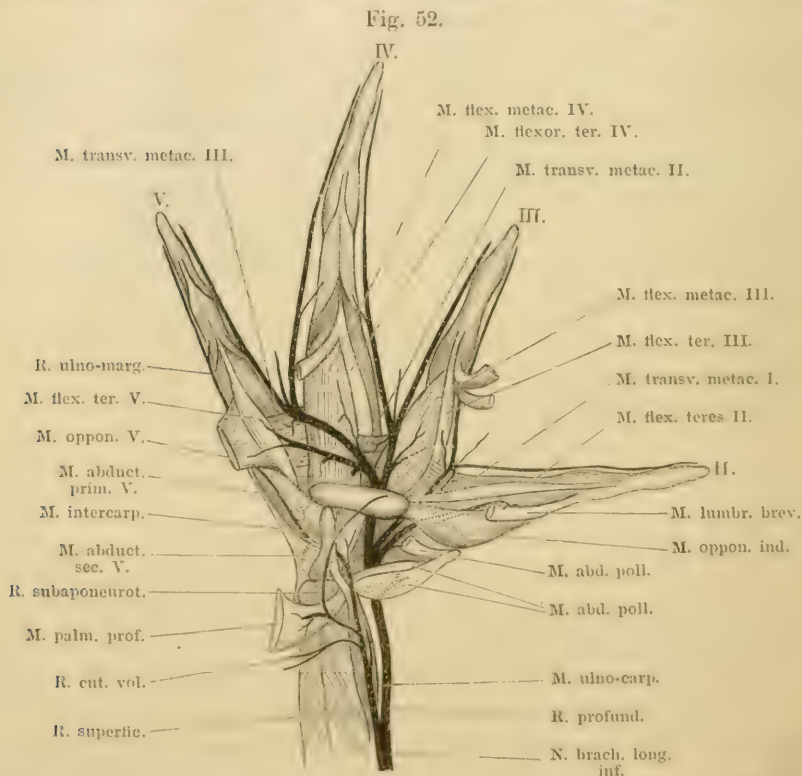 Fig. 52.
IV.
M. flex. metac. IV.
M. flexor. ter. IV.
M. transv. metac. III.
M. transv. metac. II.
V.
III.
M. flex. metac. III.
M. flex. ter. III.
R. ulno-marg.
M. transv. metac. I.
M. flex. ter. V.
M. flex. teres II.
M. oppon. V.
M. abduct.
prim. V.
II.
M. intercarp.
M. lumbr. brev.
M. abduct.
sec. V.
M. oppon. ind.
M. abd. poll.
R. subaponeurot.
M. abd. poll.
M. palm. prof.
R. cut. vol.
M. ulno-carp.
R. superfic.
R. profund.
N. brach. long.
inf.